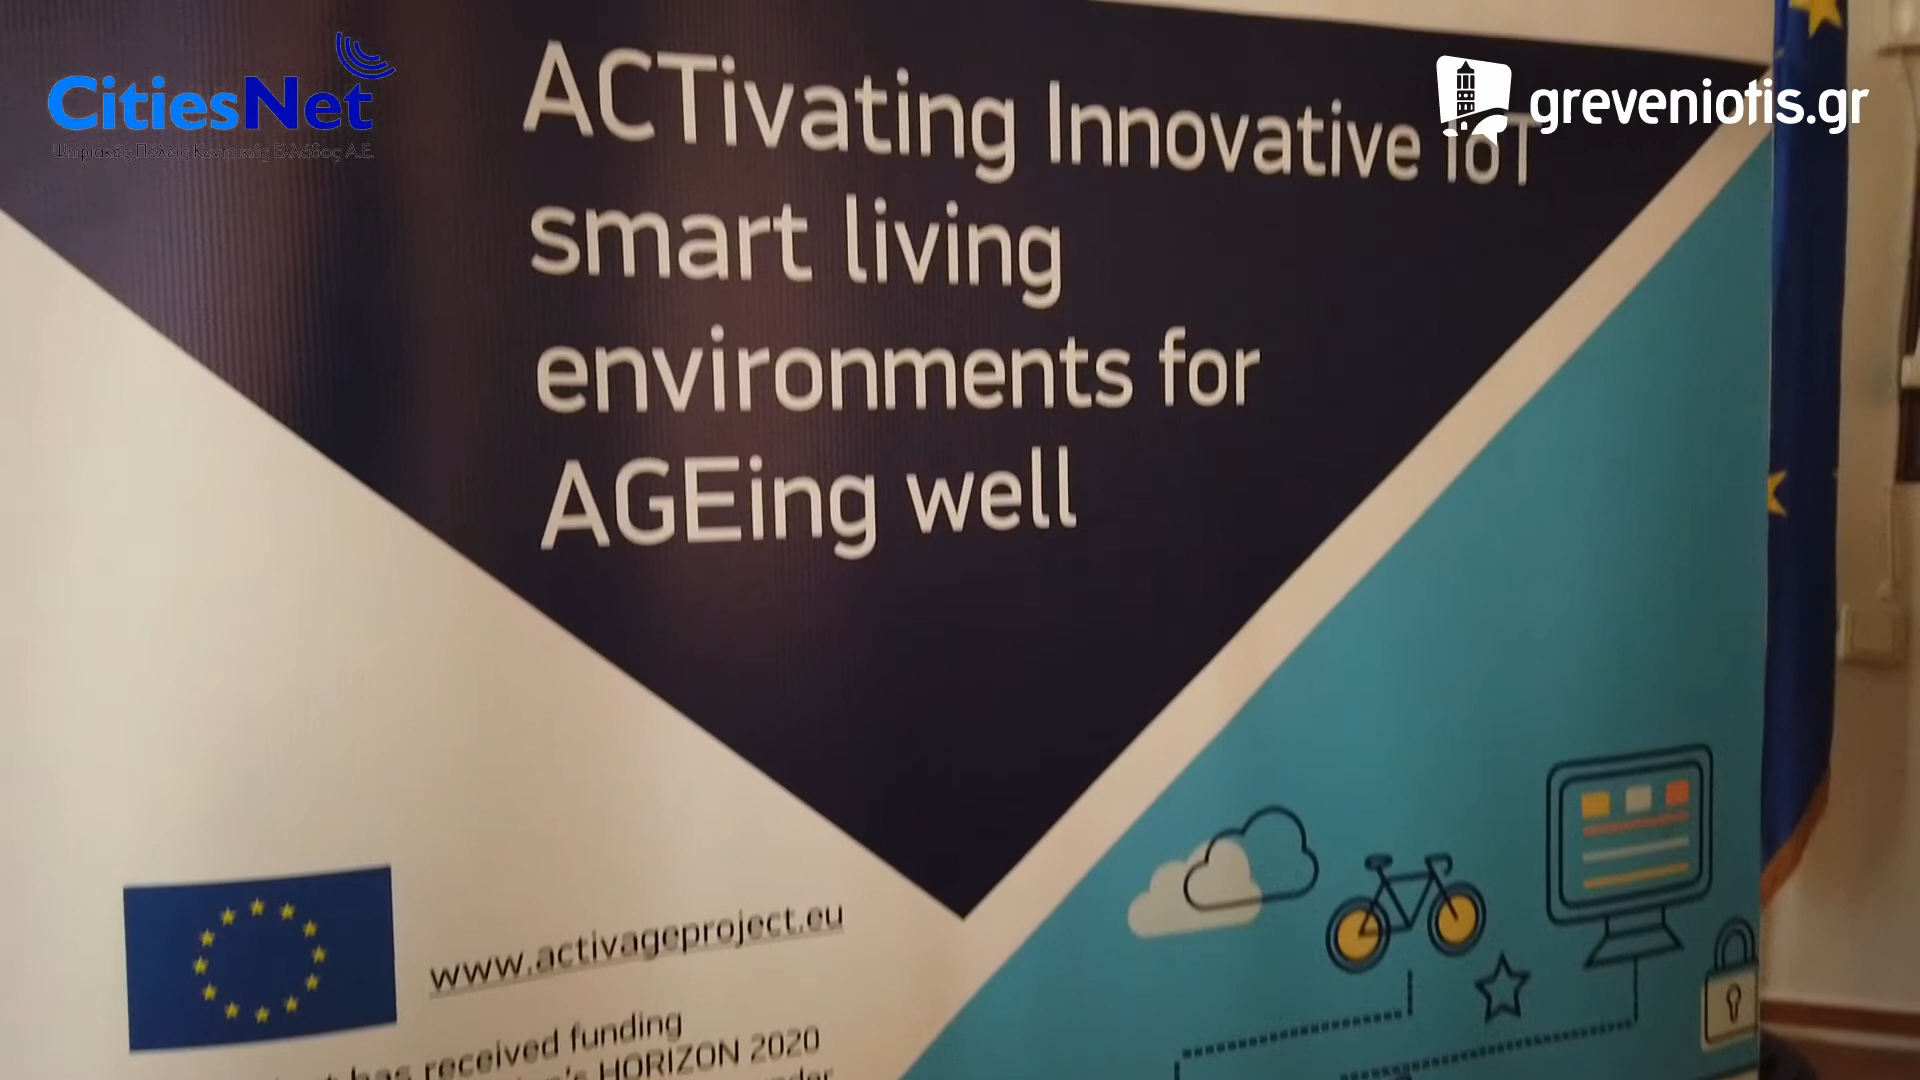 CitiesNet
Ψηφιακές Πόλεις Κεντρικής Ελλάδος Α.Ε.
greveniotis.gr
ACTivating Innovative IoT
smart living
environments for
AGEing well
www.activageproject.eu
has received funding
HORIZON 2020